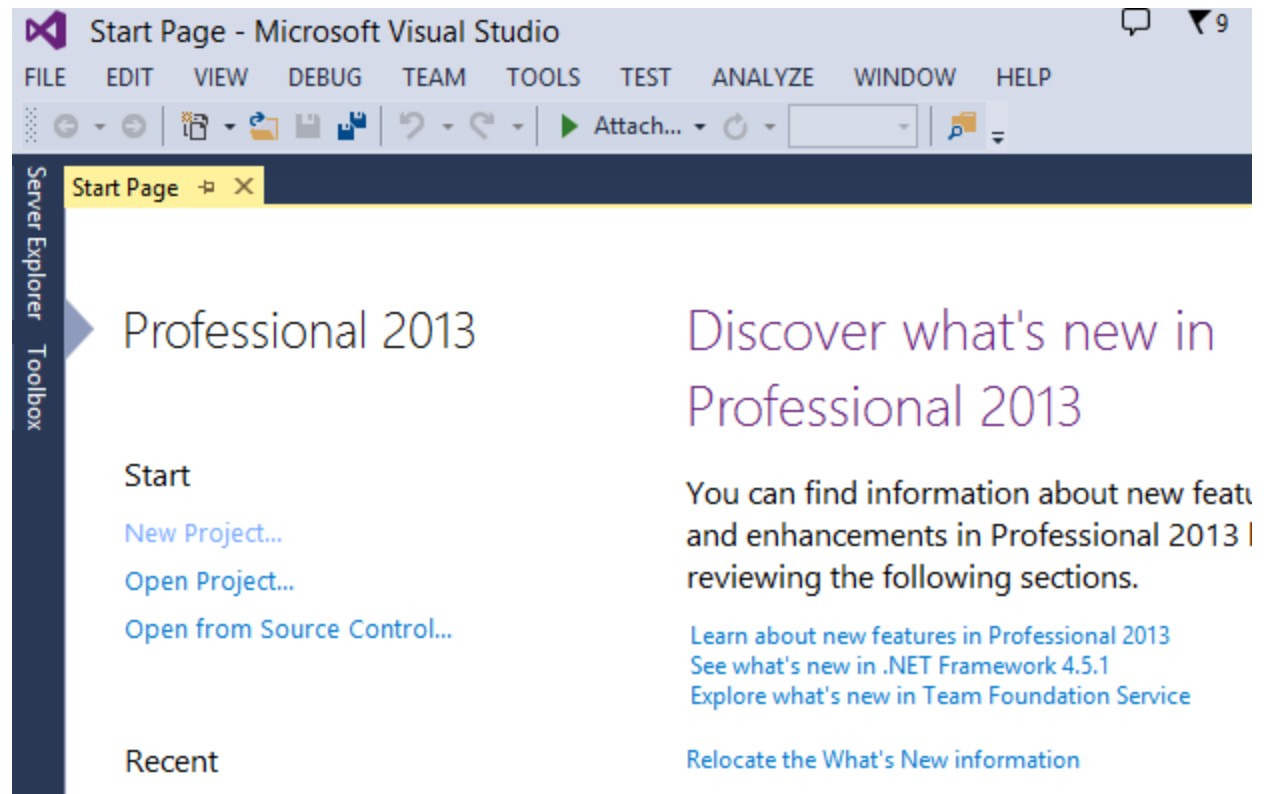 Start Page - Microsoft Visual Studio
9
FILE EDIT VIEW DEBUG TEAM TOOLS TEST ANALYZE WINDOW HELP
Attach...
Server Explorer
Toolbox
Start Page
Professional 2013
Start
New Project...
Open Project...
Open from Source Control...
Recent
Discover what's new in
Professional 2013
You can find information about new
and enhancements in Professional 2013
reviewing the following sections.
Learn about new features in Professional 2013
See what's new in .NET Framework 4.5.1
Explore what's new in Team Foundation Service
Relocate the What's New information